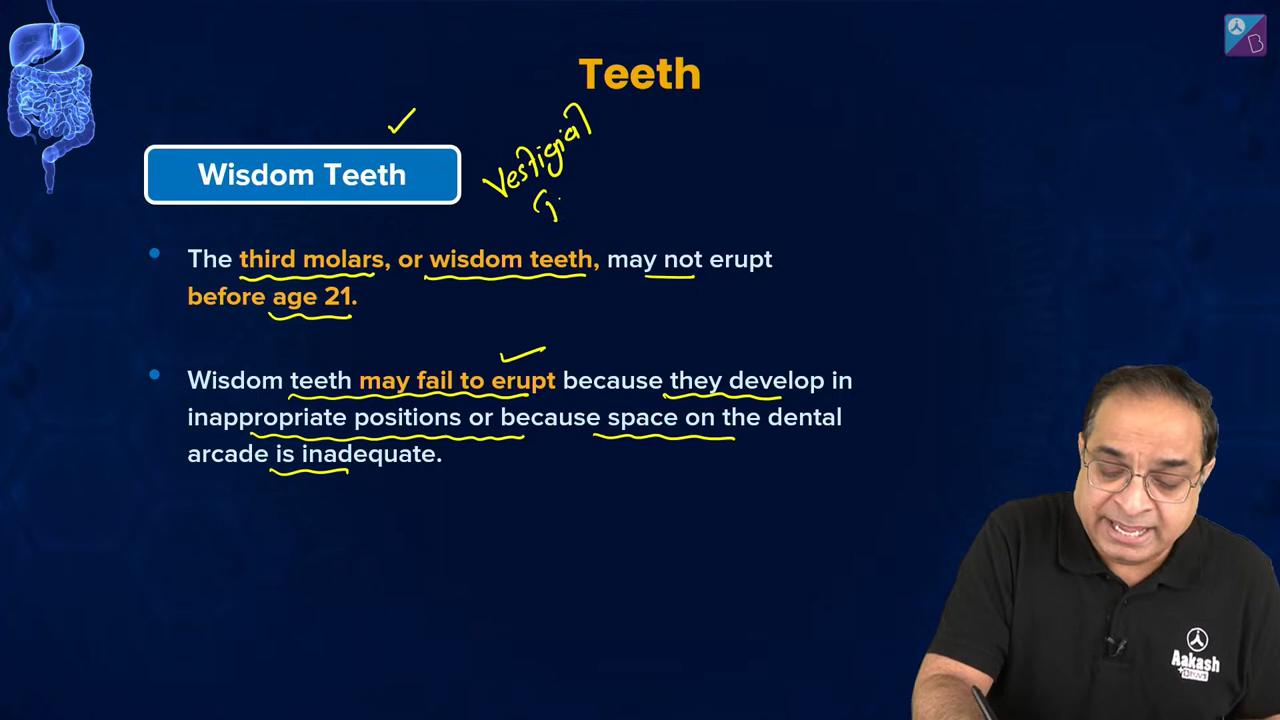 Teeth
Wisdom Teeth
Vestigial
The third molars, or wisdom teeth, may not erupt
before age 21.
Wisdom teeth may fail to erupt because they develop in
inappropriate positions or because space on the dental
arcade is inadequate.
Aakash
B